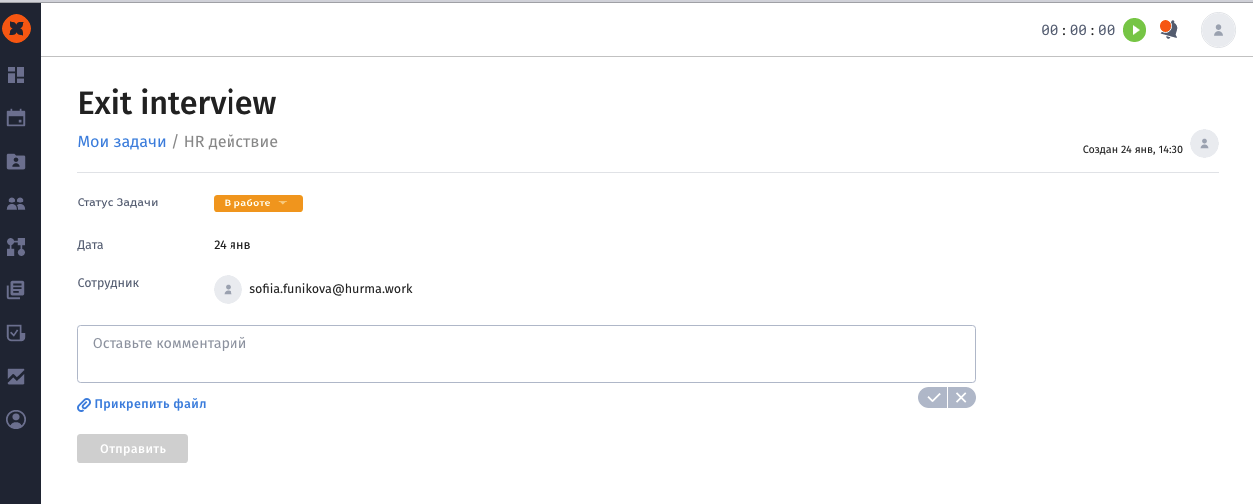 00:00:00
Exit interview
Мои задачи / HR действие
Создан 24 янв, 14:30
Статус Задачи
В работе
Дата
24 янв
Сотрудник
sofiia.funikova@hurma.work
Оставьте комментарий
Прикрепить файл
Отправить